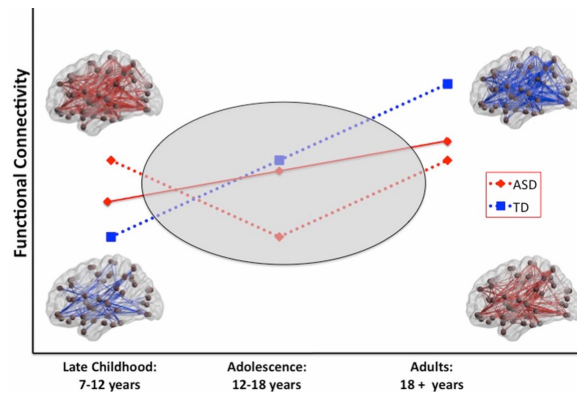 Functional Connectivity
ASD
TD
Late Childhood:
7-12 years
Adolescence:
12-18 years
Adults:
18 + years